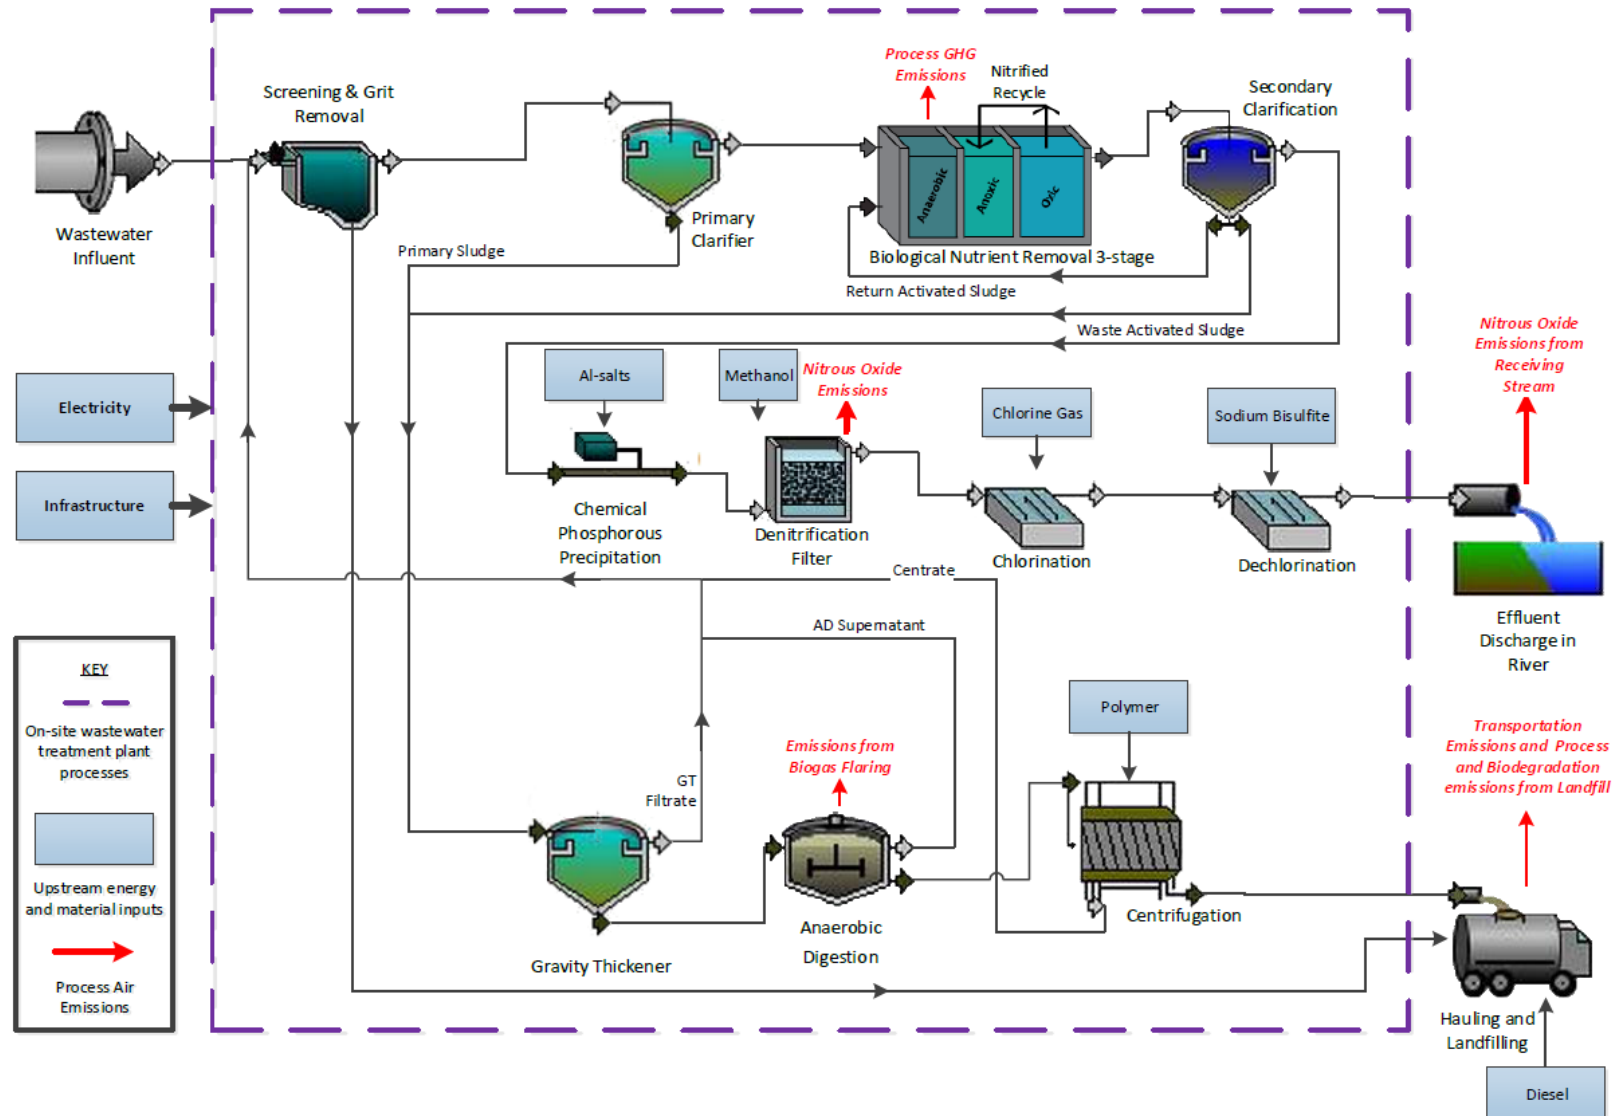 Process GHG
Emissions
Nitrified
Recycle
Secondary
Clarification
Screening & Grit
Removal
Anaerobic
Anoxic
Oxic
Wastewater
Influent
Primary
Clarifier
Primary Sludge
Biological Nutrient Removal 3-stage
Return Activated Sludge
Waste Activated Sludge
Nitrous Oxide
Emissions from
Receiving
Stream
Al-salts
Methanol
Nitrous Oxide
Emissions
Chlorine Gas
Sodium Bisulfite
Electricity
Infrastructure
Chemical
Phosphorous
Precipitation
Denitrification
Filter
Chlorination
Dechlorination
Centrate
AD Supernatant
Effluent
Discharge in
River
KEY
On-site wastewater
treatment plant
processes
Upstream energy
and material inputs
Process Air
Emissions
Polymer
Emissions from
Biogas Flaring
GT
Filtrate
Transportation
Emissions and Process
and Biodegradation
emissions from Landfill
Gravity Thickener
Anaerobic
Digestion
Centrifugation
Hauling and
Landfilling
Diesel